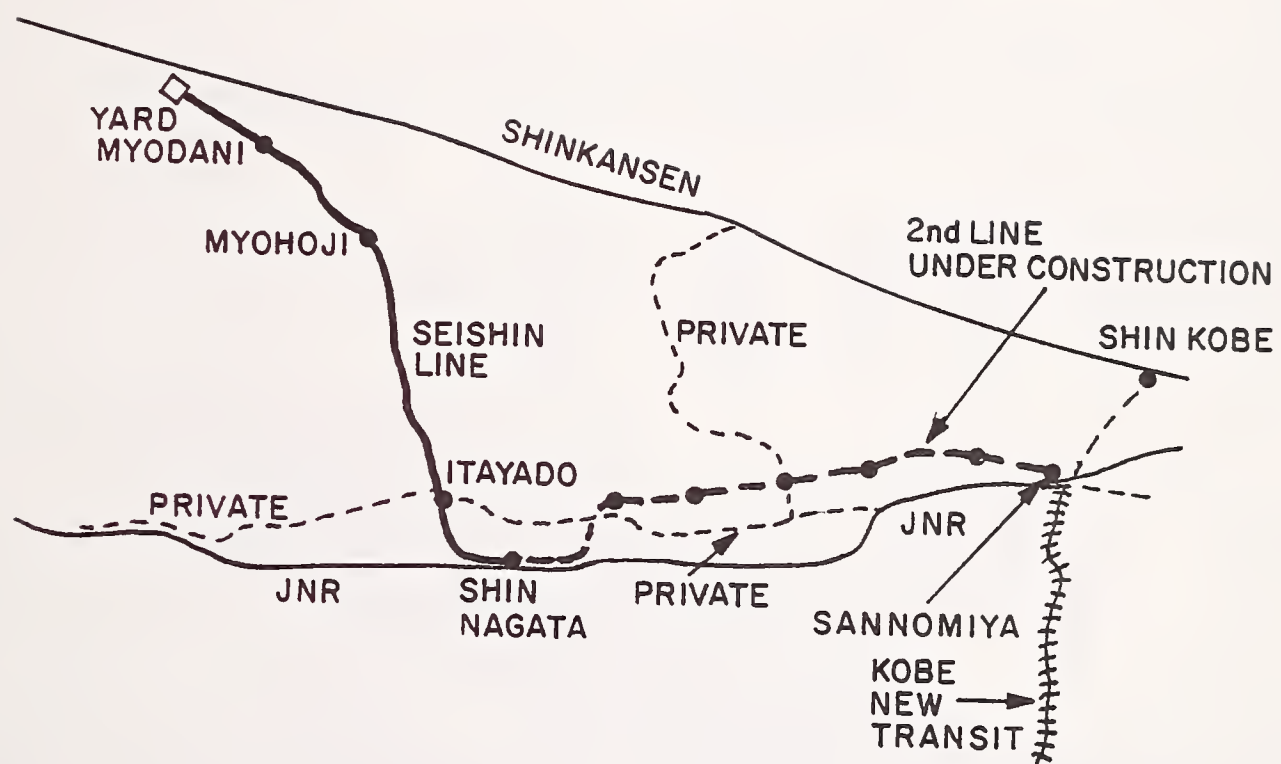 YARD
MYODANI
SHINKANSEN
MYOHOJI
2nd LINE
UNDER CONSTRUCTION
SEISHIN
LINE
PRIVATE
SHIN KOBE
ITAYADO
PRIVATE
JNR
JNR
SHIN
NAGATA
PRIVATE
SANNOMIYA
KOBE
NEW
TRANSIT